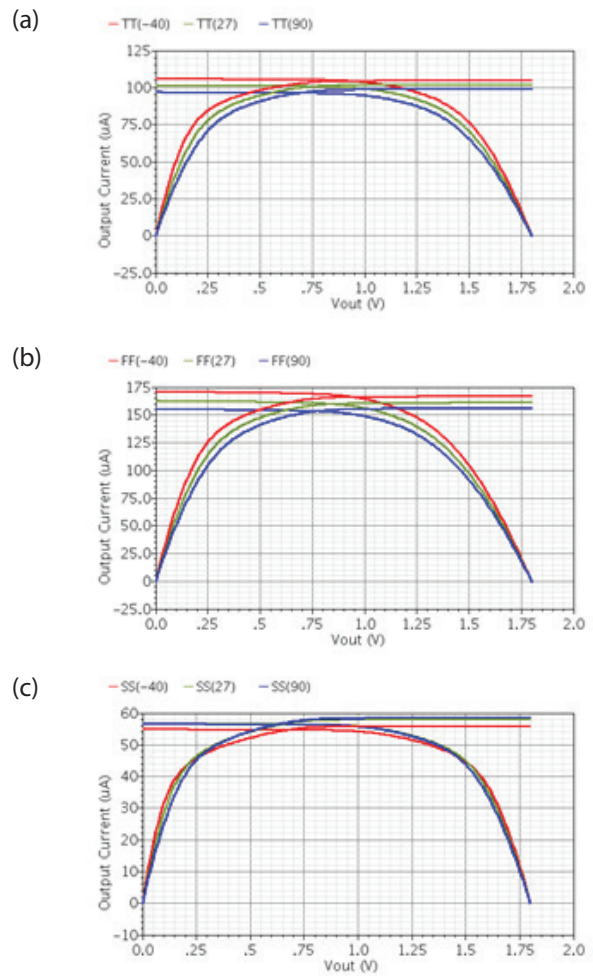 (a)
TT(-40) TT(27) TT(90)
125
100
75.0
50.0
25.0
0
-25.0
Output Current (uA)
0.0 .25 .5 .75 1.0 1.25 1.5 1.75 2.0
Vout (V)
(b)
FF(-40) FF(27) FF(90)
175
150
125
100
75.0
50.0
25.0
0
-25.0
Output Current (uA)
0.0 .25 .5 .75 1.0 1.25 1.5 1.75 2.0
Vout (V)
(c)
SS(-40) SS(27) SS(90)
60
50
40
30
20
10
0
-10
Output Current (uA)
0.0 .25 .5 .75 1.0 1.25 1.5 1.75 2.0
Vout (V)